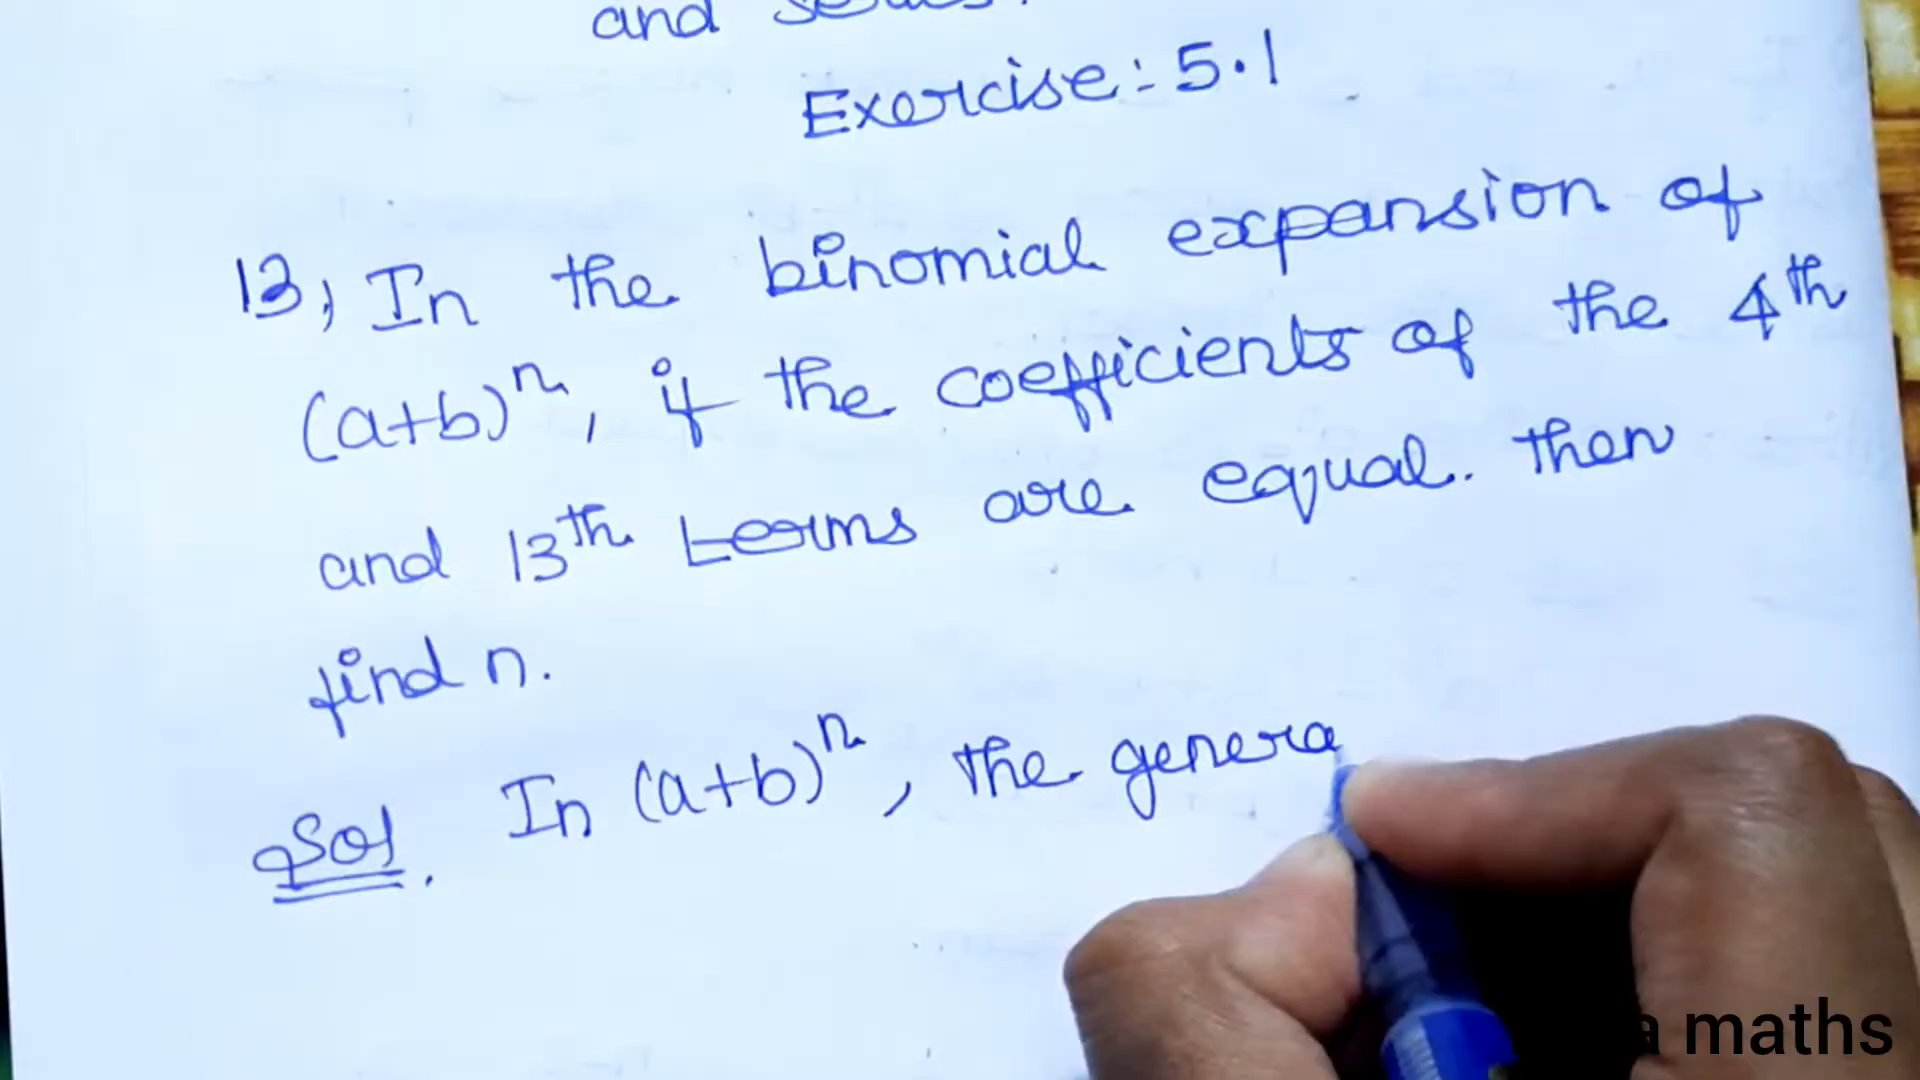 and
Exercise: 5.1
13, In the binomial expansion of
(a+b)ⁿ, if the coefficients of the 4th
and 13th terms are equal. then
find n.
Sol. In (a+b)ⁿ, the genera
a maths